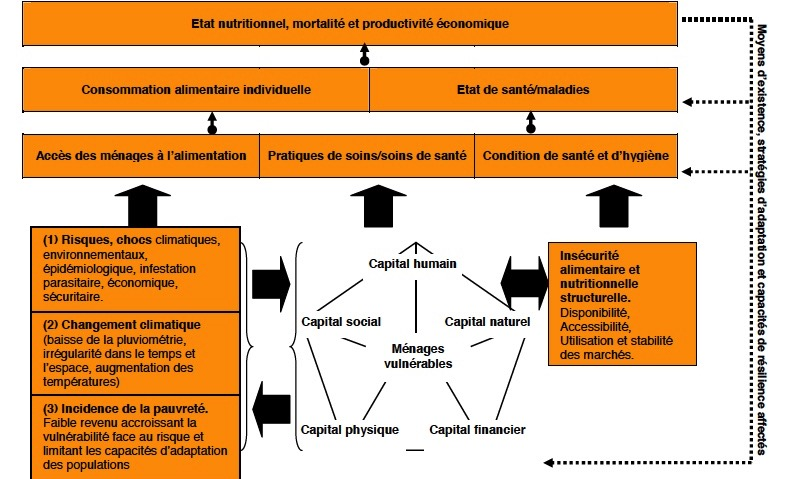 Etat nutritionnel, mortalité et productivité économique
Consommation alimentaire individuelle
Etat de santé/maladies
Accès des ménages à l'alimentation
Pratiques de soins/soins de santé
Condition de santé et d'hygiène
(1) Risques, chocs climatiques,
environnementaux,
épidémiologique, infestation
parasitaire, économique,
sécuritaire.
(2) Changement climatique
(baisse de la pluviométrie,
irrégularité dans le temps et
l'espace, augmentation des
températures)
(3) Incidence de la pauvreté.
Faible revenu accroissant la
vulnérabilité face au risque et
limitant les capacités d'adaptation
des populations
Capital humain
Capital social
Capital naturel
Ménages
vulnérables
Capital physique
Capital financier
Insécurité
alimentaire et
nutritionnelle
structurelle.
Disponibilité,
Accessibilité,
Utilisation et stabilité
des marchés.
Moyens d'existence, stratégies d'adaptation et capacités de résilience affectés